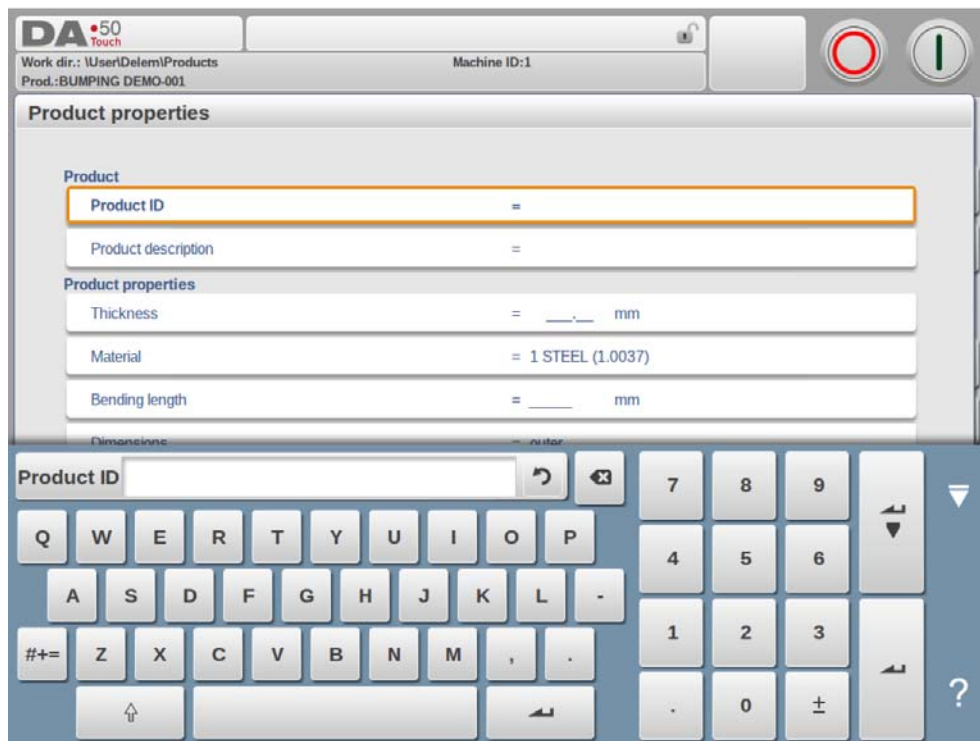 DA•50
Touch
Work dir.: \User\Delem\Products
Machine ID:1
Prod.:BUMPING DEMO-001
Product properties
Product
Product ID =
Product description =
Product properties
Thickness = ___.__ mm
Material = 1 STEEL (1.0037)
Bending length = _____ mm
Dimensions = outer
Product ID
7 8 9
Q W E R T Y U I O P
4 5 6
A S D F G H J K L -
1 2 3
#+= Z X C V B N M , .
. 0 ±
?